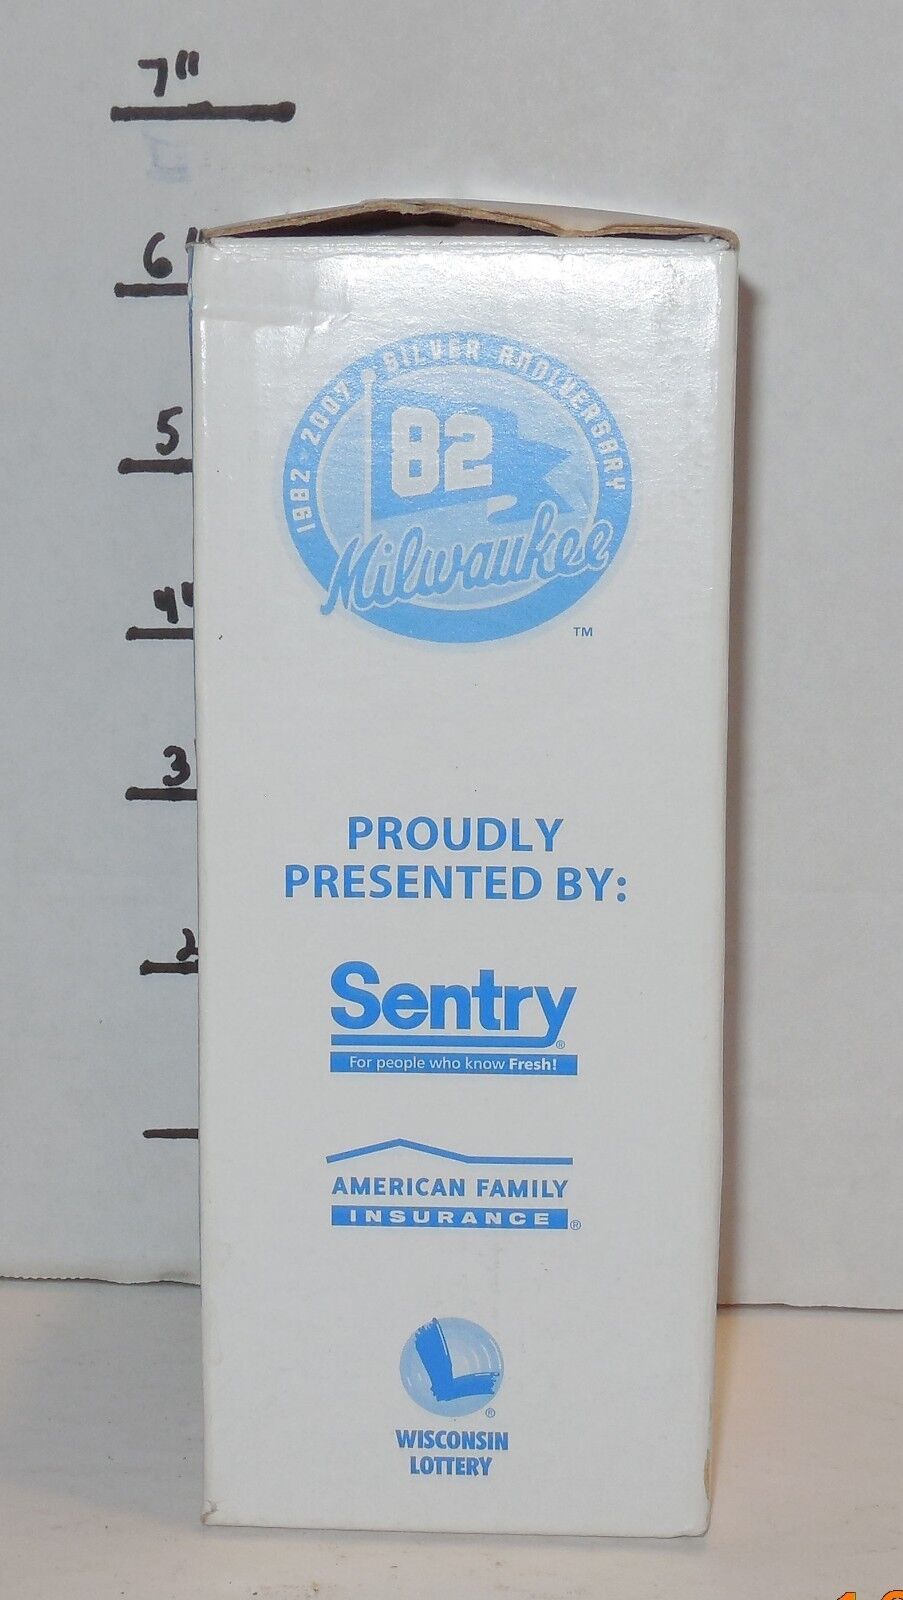 7"
6"
5
4"
3
2
1982 - 2007 • SILVER ANNIVERSARY
82
Milwaukee
TM
PROUDLY
PRESENTED BY:
Sentry®
For people who know Fresh!
AMERICAN FAMILY
INSURANCE®
L®
WISCONSIN
LOTTERY